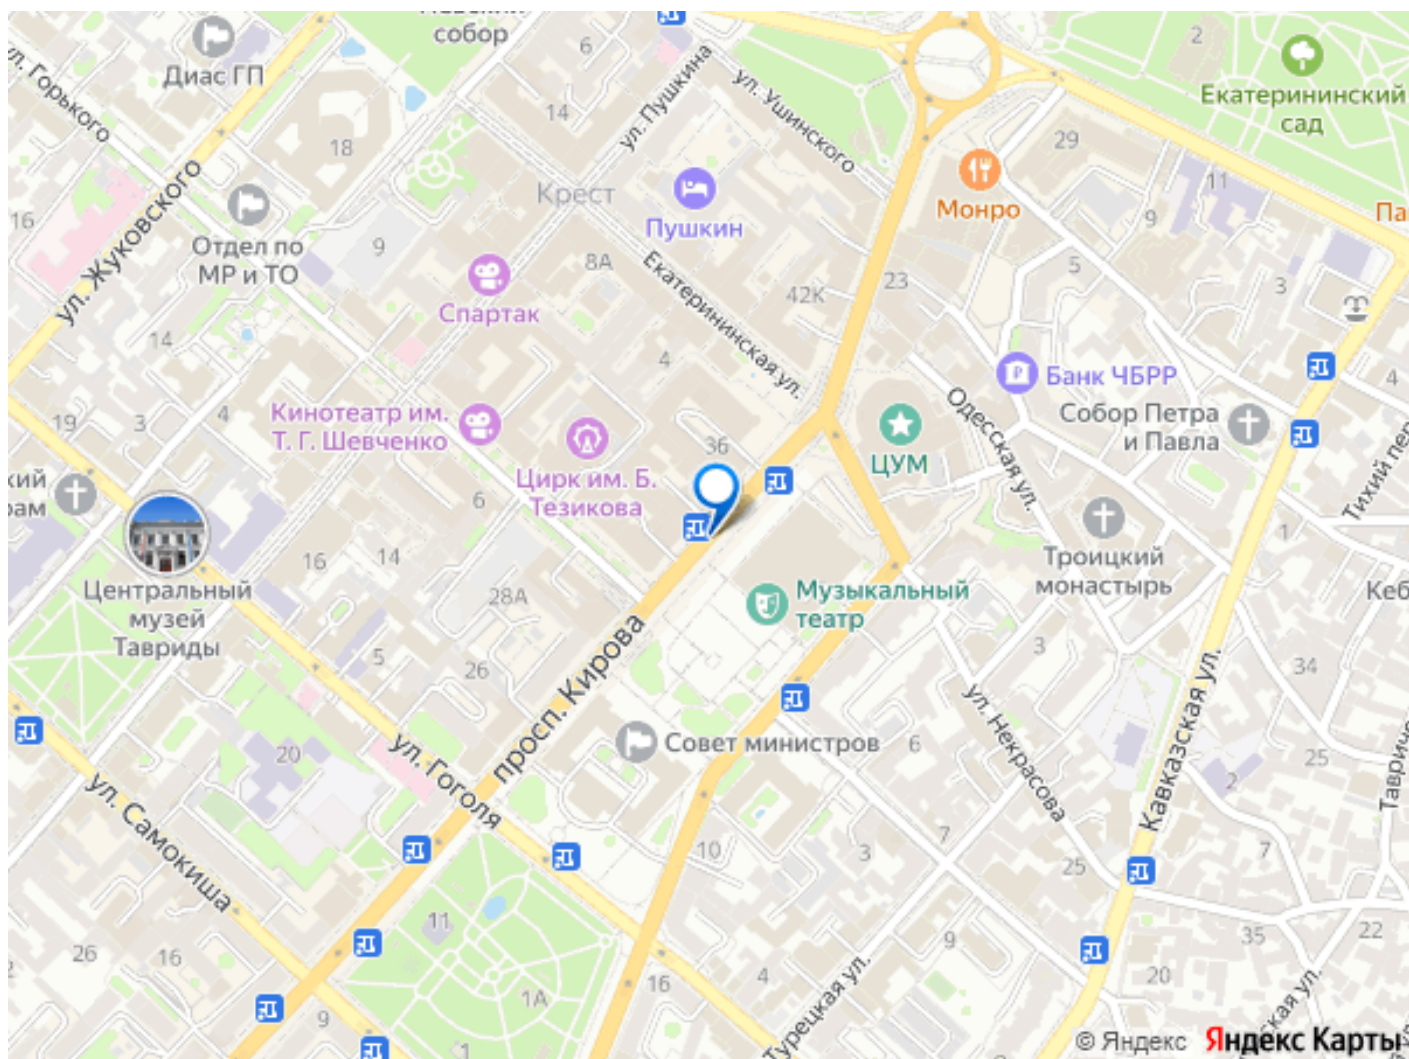 собор
Диас ГП
ул. Горького
6
14
18
ул. Пушкина
ул. Ушинского
2
Екатерининский
сад
29
Монро
11
9
Крест
Пушкин
16
ул. Жуковского
Отдел по
МР и ТО
9
Спартак
8А
Екатерининская ул.
42К
23
5
3
14
4
Банк ЧБРР
4
19
3
4
Кинотеатр им.
Т. Г. Шевченко
Цирк им. Б.
Тезикова
36
ЦУМ
Одесская ул.
Собор Петра
и Павла
Тихий пер
Центральный
музей
Тавриды
16
14
28А
Троицкий
монастырь
1
Кеб
Музыкальный
театр
5
26
просп. Кирова
3
34
20
ул. Гоголя
Совет министров
6
ул. Некрасова
Кавказская ул.
25
2
Тавриче
ул. Самокиша
10
3
7
25
7
11
26
16
9
35
22
1А
16
4
20
Турецкая ул.
9
1
ская ул.
© Яндекс Яндекс Карты